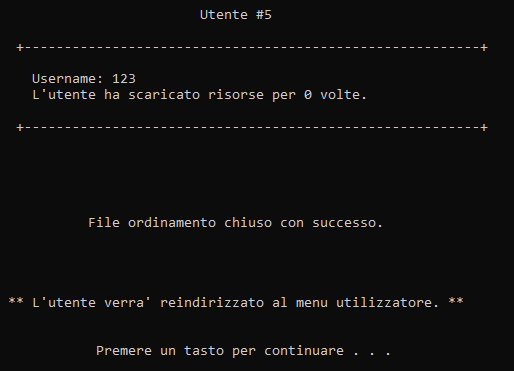 Utente #5
+---------------------------------------------------------+
Username: 123
L'utente ha scaricato risorse per 0 volte.
+---------------------------------------------------------+
File ordinamento chiuso con successo.
** L'utente verra' reindirizzato al menu utilizzatore. **
Premere un tasto per continuare . . .